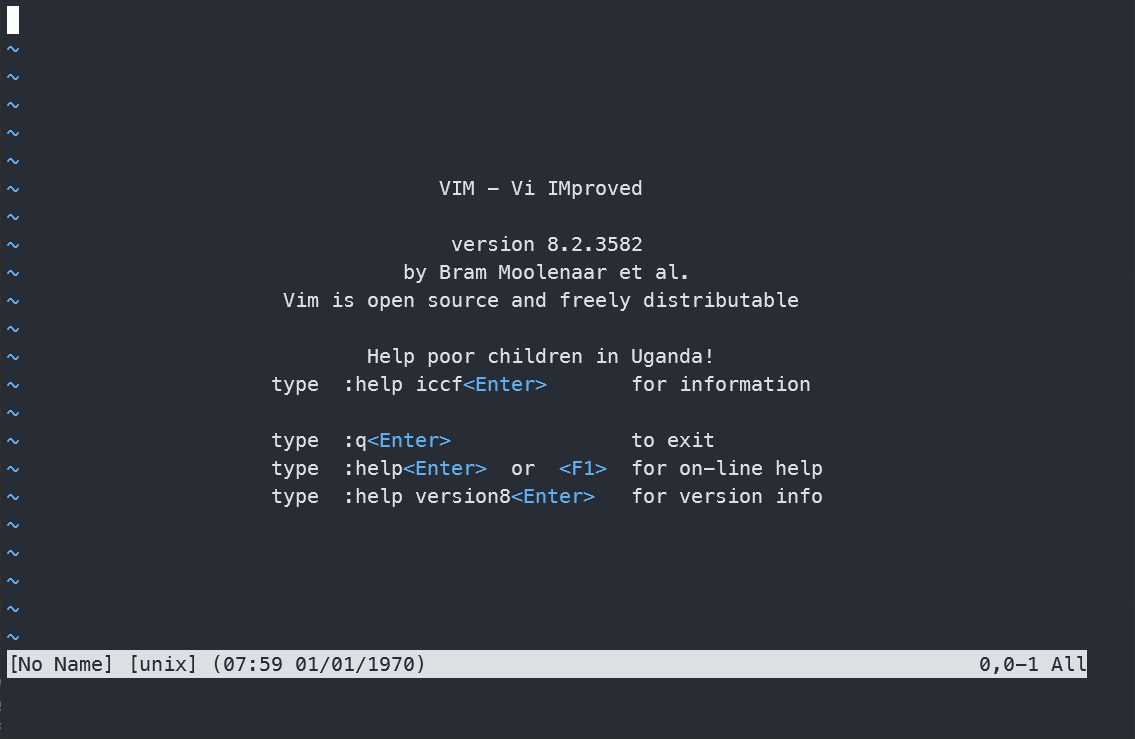 ~
~
~
~
~
~ VIM - Vi IMproved
~
~ version 8.2.3582
~ by Bram Moolenaar et al.
~ Vim is open source and freely distributable
~
~ Help poor children in Uganda!
~ type :help iccf<Enter> for information
~
~ type :q<Enter> to exit
~ type :help<Enter> or <F1> for on-line help
~ type :help version8<Enter> for version info
~
~
~
~
~
[No Name] [unix] (07:59 01/01/1970) 0,0-1 All